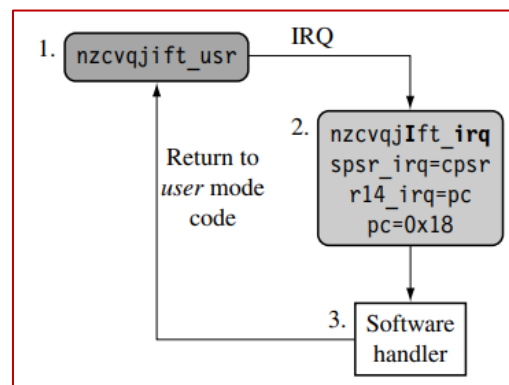 1. nzcvqjift_usr
IRQ
2. nzcvqjIft_irq
spsr_irq=cpsr
r14_irq=pc
pc=0x18
Return to
user mode
code
3. Software
handler